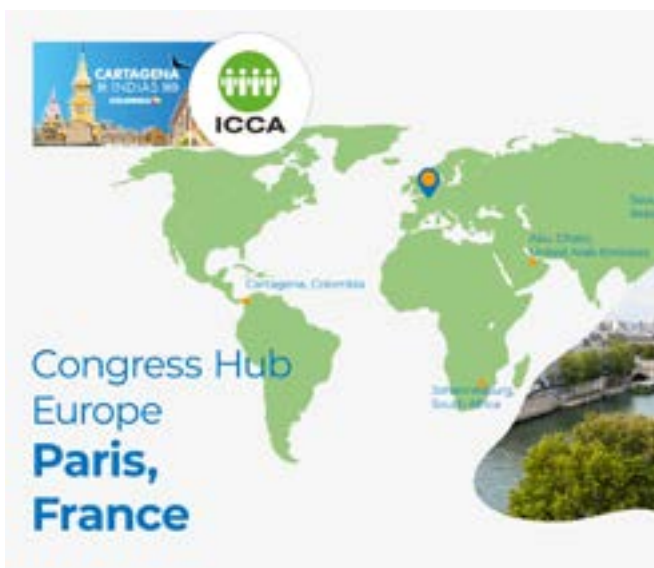 CARTAGENA
DE INDIAS
COLOMBIA
ICCA
Abu Dhabi,
United Arab Emirates
Cartagena, Colombia
Johannesburg,
South Africa
Congress Hub
Europe
Paris,
France